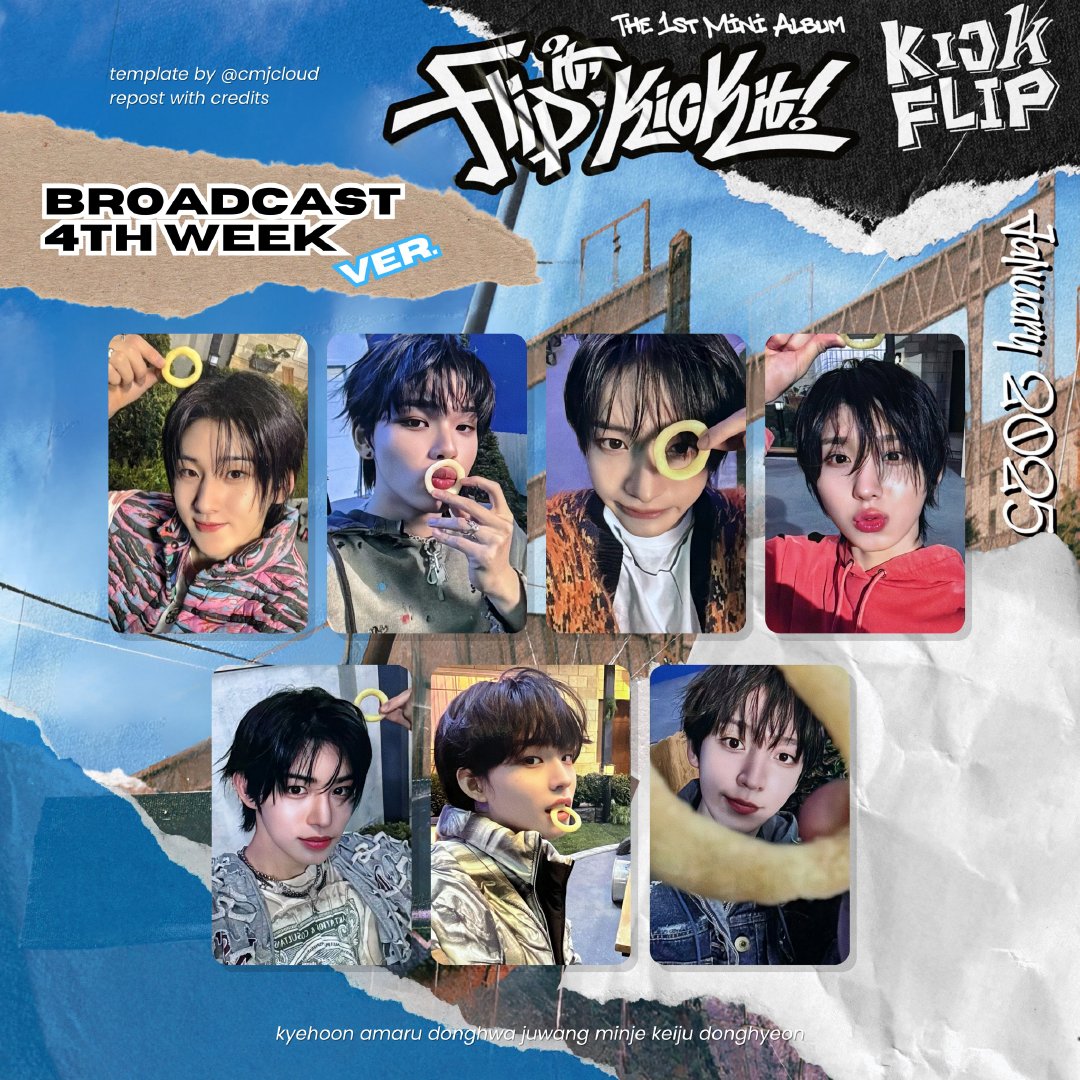 THE 1ST MINI ALBUM
Flip it, Kick it!
KICK
FLIP
template by @cmjcloud
repost with credits
BROADCAST
4TH WEEK
VER.
JaNuary 2025
kyehoon amaru donghwa juwang minje keiju donghyeon